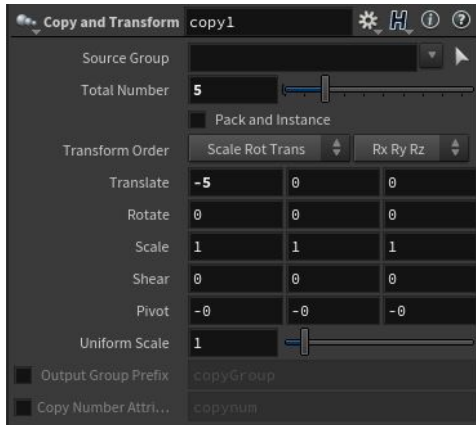 Copy and Transform copy1
Source Group
Total Number 5
Pack and Instance
Transform Order Scale Rot Trans Rx Ry Rz
Translate -5 0 0
Rotate 0 0 0
Scale 1 1 1
Shear 0 0 0
Pivot -0 -0 -0
Uniform Scale 1
Output Group Prefix copyGroup
Copy Number Attri... copynum